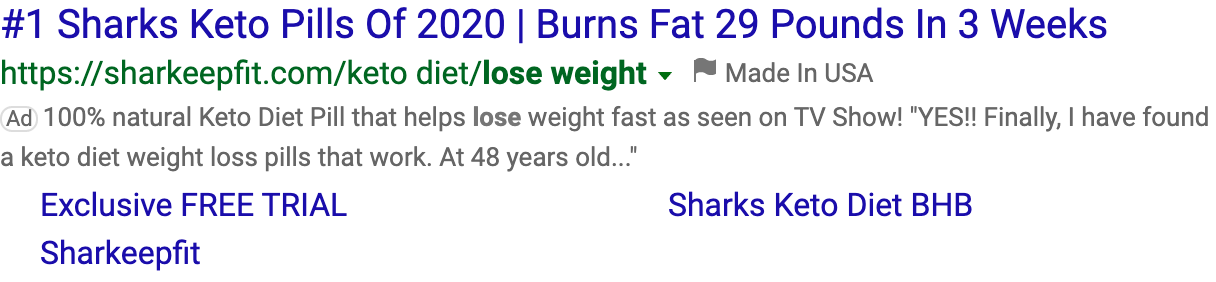 #1 Sharks Keto Pills Of 2020 | Burns Fat 29 Pounds In 3 Weeks
https://sharkeepfit.com/keto diet/lose weight Made In USA
Ad 100% natural Keto Diet Pill that helps lose weight fast as seen on TV Show! "YES!! Finally, I have found
a keto diet weight loss pills that work. At 48 years old..."
Exclusive FREE TRIAL Sharks Keto Diet BHB
Sharkeepfit